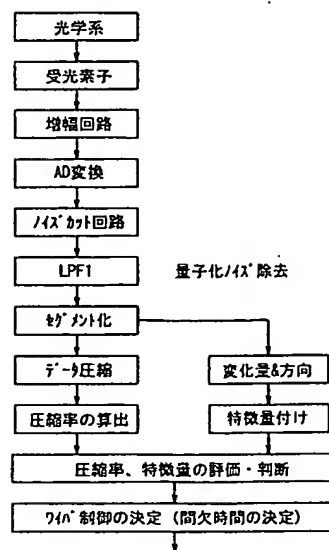 光学系
受光素子
増幅回路
AD変換
ノイズカット回路
LPF1 量子化ノイズ除去
セグメント化
データ圧縮 変化量&方向
圧縮率の算出 特徴量付け
圧縮率、特徴量の評価・判断
ワイパ制御の決定（間欠時間の決定）